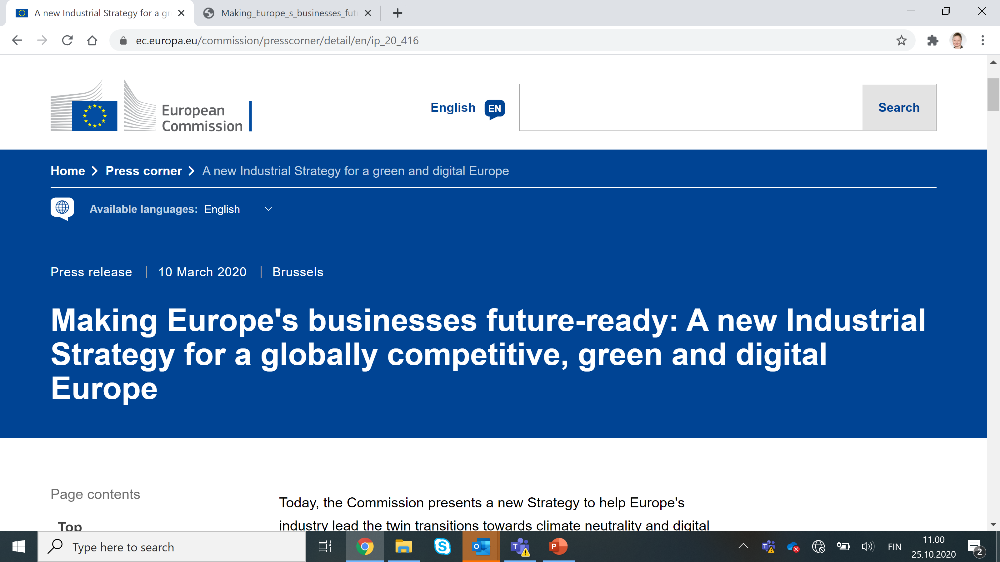 A new Industrial Strategy for a gr
Making_Europe_s_businesses_fut
ec.europa.eu/commission/presscorner/detail/en/ip_20_416
European
Commission
English EN
Search
Home > Press corner > A new Industrial Strategy for a green and digital Europe
Available languages: English
Press release | 10 March 2020 | Brussels
Making Europe's businesses future-ready: A new Industrial
Strategy for a globally competitive, green and digital
Europe
Page contents
Top
Today, the Commission presents a new Strategy to help Europe's
industry lead the twin transitions towards climate neutrality and digital
Type here to search
FIN
11.00
25.10.2020
2